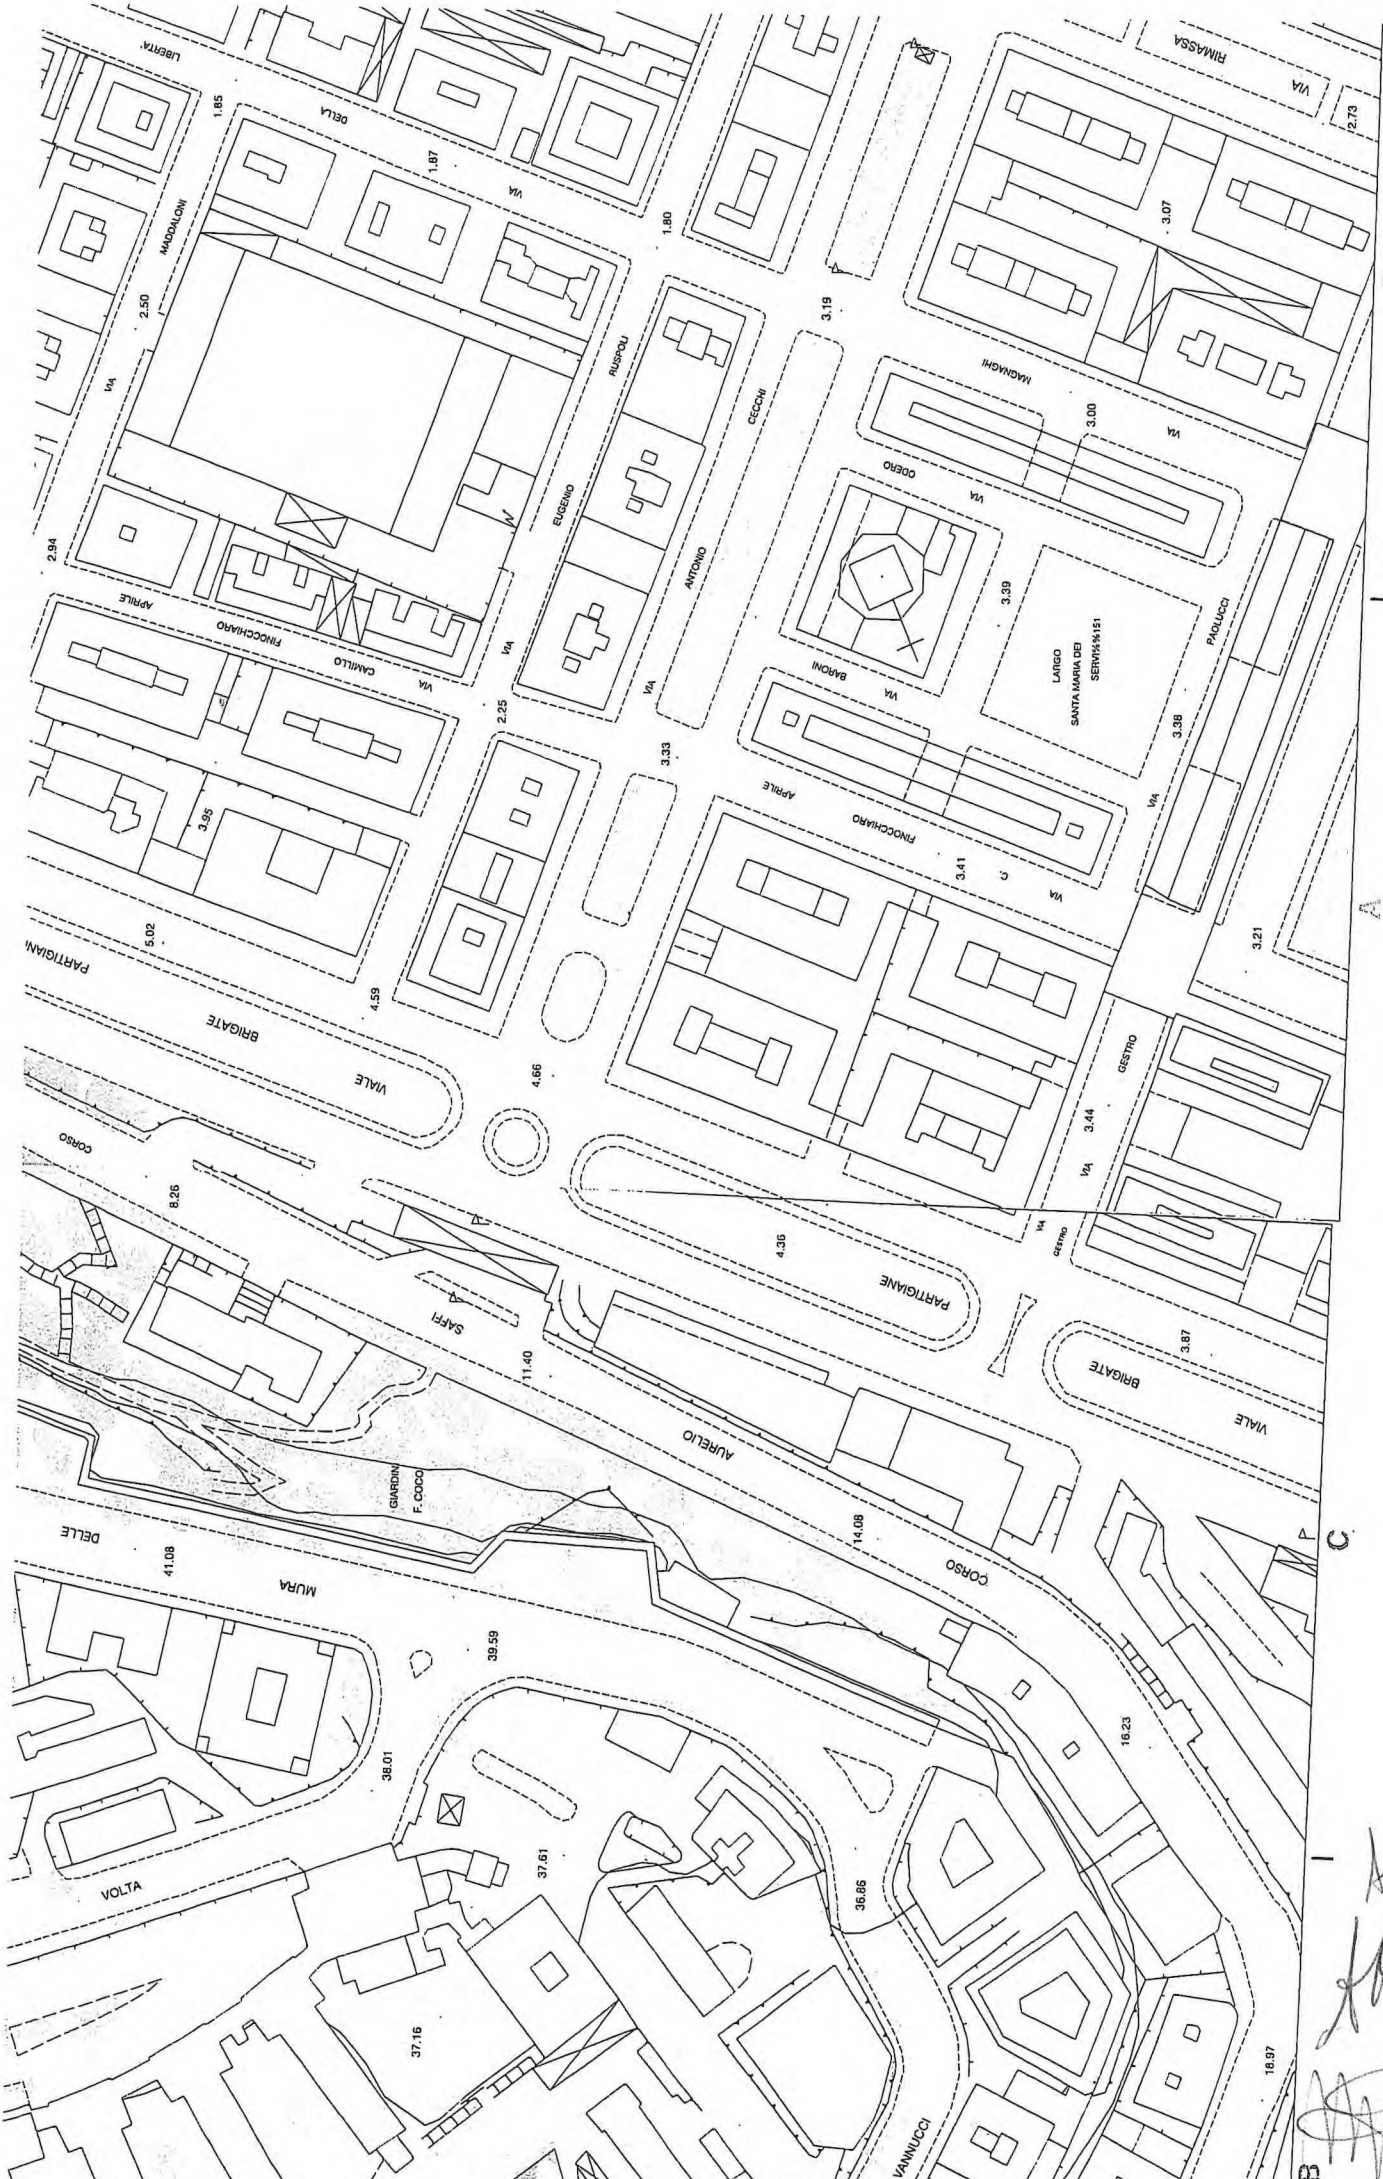 LIBERTA'
1.85
DELLA
1.87
VIA
1.80
RIMASSA
VIA
2.73
MADDALONI
2.50
VIA
3.07
3.19
RUSPOLI
CECCHI
MAGNAGHI
3.00
VIA
EUGENIO
ODERO
VIA
2.94
APRILE
FINOCCHIARO
CAMILLO
VIA
VIA
ANTONIO
VIA
3.39
LARGO
SANTA MARIA DEI
SERVI%%151
PAOLUCCI
BARONI
VIA
2.25
3.33
3.38
VIA
3.95
APRILE
FINOCCHIARO
3.41
C.
VIA
5.02
PARTIGIAN
4.59
BRIGATE
VIALE
4.66
3.21
A
GESTRO
3.44
VIA
CORSO
8.26
VIA
GESTRO
4.36
PARTIGIANE
SAFFI
11.40
3.87
BRIGATE
VIALE
AURELIO
GIARDINI
F. COCO
14.08
CORSO
C
DELLE
41.08
MURA
39.59
38.01
16.23
VOLTA
37.61
36.86
37.16
18.97
VANNUCCI
B